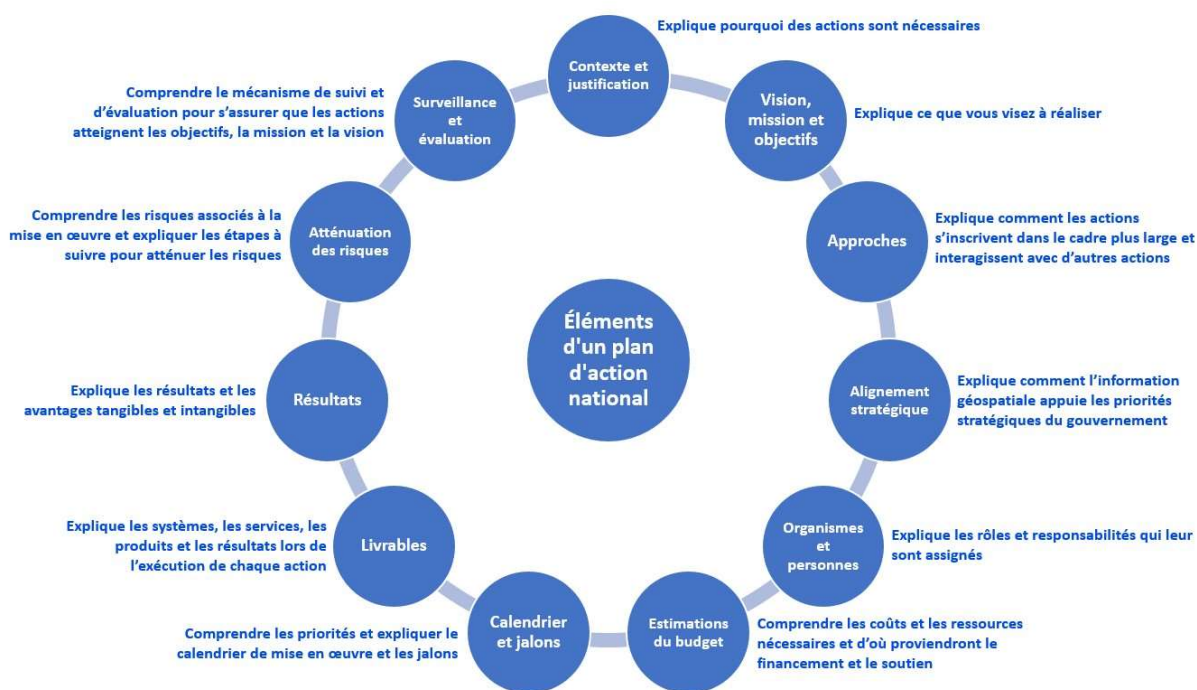 Explique pourquoi des actions sont nécessaires
Contexte et
justification
Vision,
mission et
objectifs
Explique ce que vous visez à réaliser
Approches
Explique comment les actions
s’inscrivent dans le cadre plus large et
interagissent avec d’autres actions
Alignement
stratégique
Explique comment l’information
géospatiale appuie les priorités
stratégiques du gouvernement
Organismes
et
personnes
Explique les rôles et responsabilités qui leur
sont assignés
Estimations
du budget
Comprendre les coûts et les ressources
nécessaires et d’où proviendront le
financement et le soutien
Calendrier
et jalons
Comprendre les priorités et expliquer le
calendrier de mise en œuvre et les jalons
Livrables
Explique les systèmes, les services, les
produits et les résultats lors de
l’exécution de chaque action
Résultats
Explique les résultats et les
avantages tangibles et intangibles
Atténuation
des risques
Comprendre les risques associés à la
mise en œuvre et expliquer les étapes à
suivre pour atténuer les risques
Surveillance
et
évaluation
Comprendre le mécanisme de suivi et
d’évaluation pour s’assurer que les actions
atteignent les objectifs, la mission et la vision
Éléments
d'un plan
d'action
national